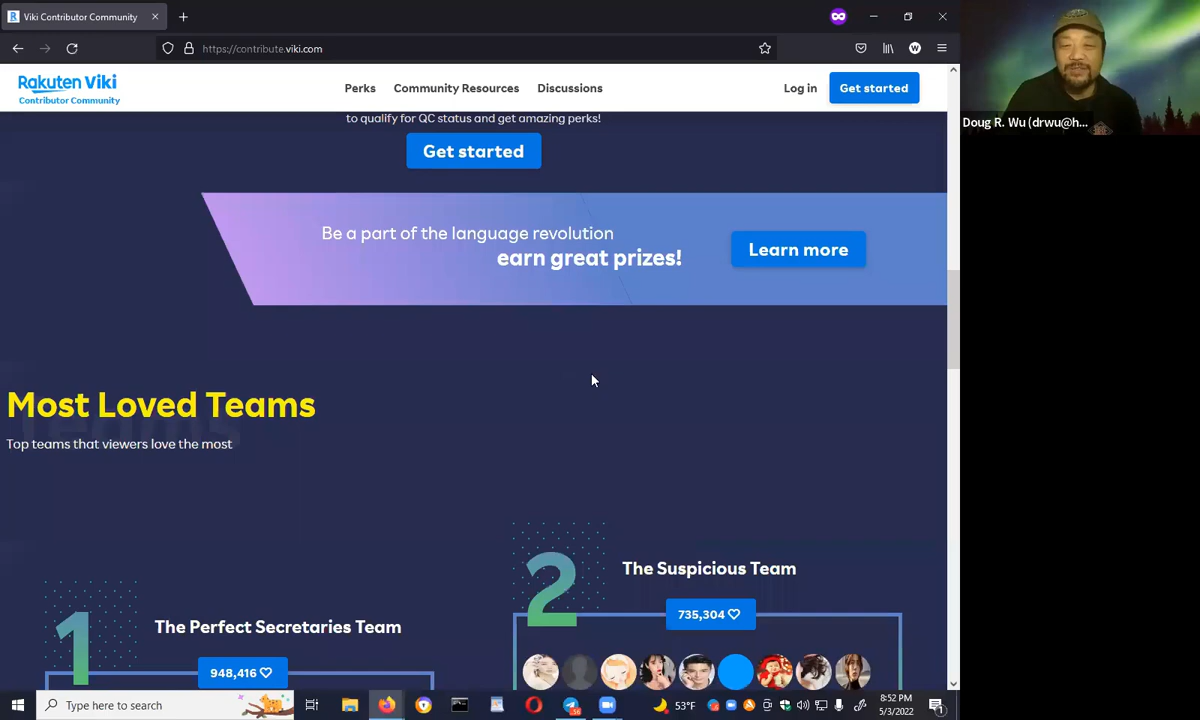 Viki Contributor Community
https://contribute.viki.com
Rakuten Viki
Contributor Community
Perks
Community Resources
Discussions
Log in
Get started
to qualify for QC status and get amazing perks!
Get started
Be a part of the language revolution
earn great prizes!
Learn more
Most Loved Teams
Top teams that viewers love the most
1
The Perfect Secretaries Team
948,416
2
The Suspicious Team
735,304
Doug R. Wu (drwu@h...
Type here to search
53°F
8:52 PM
5/3/2022